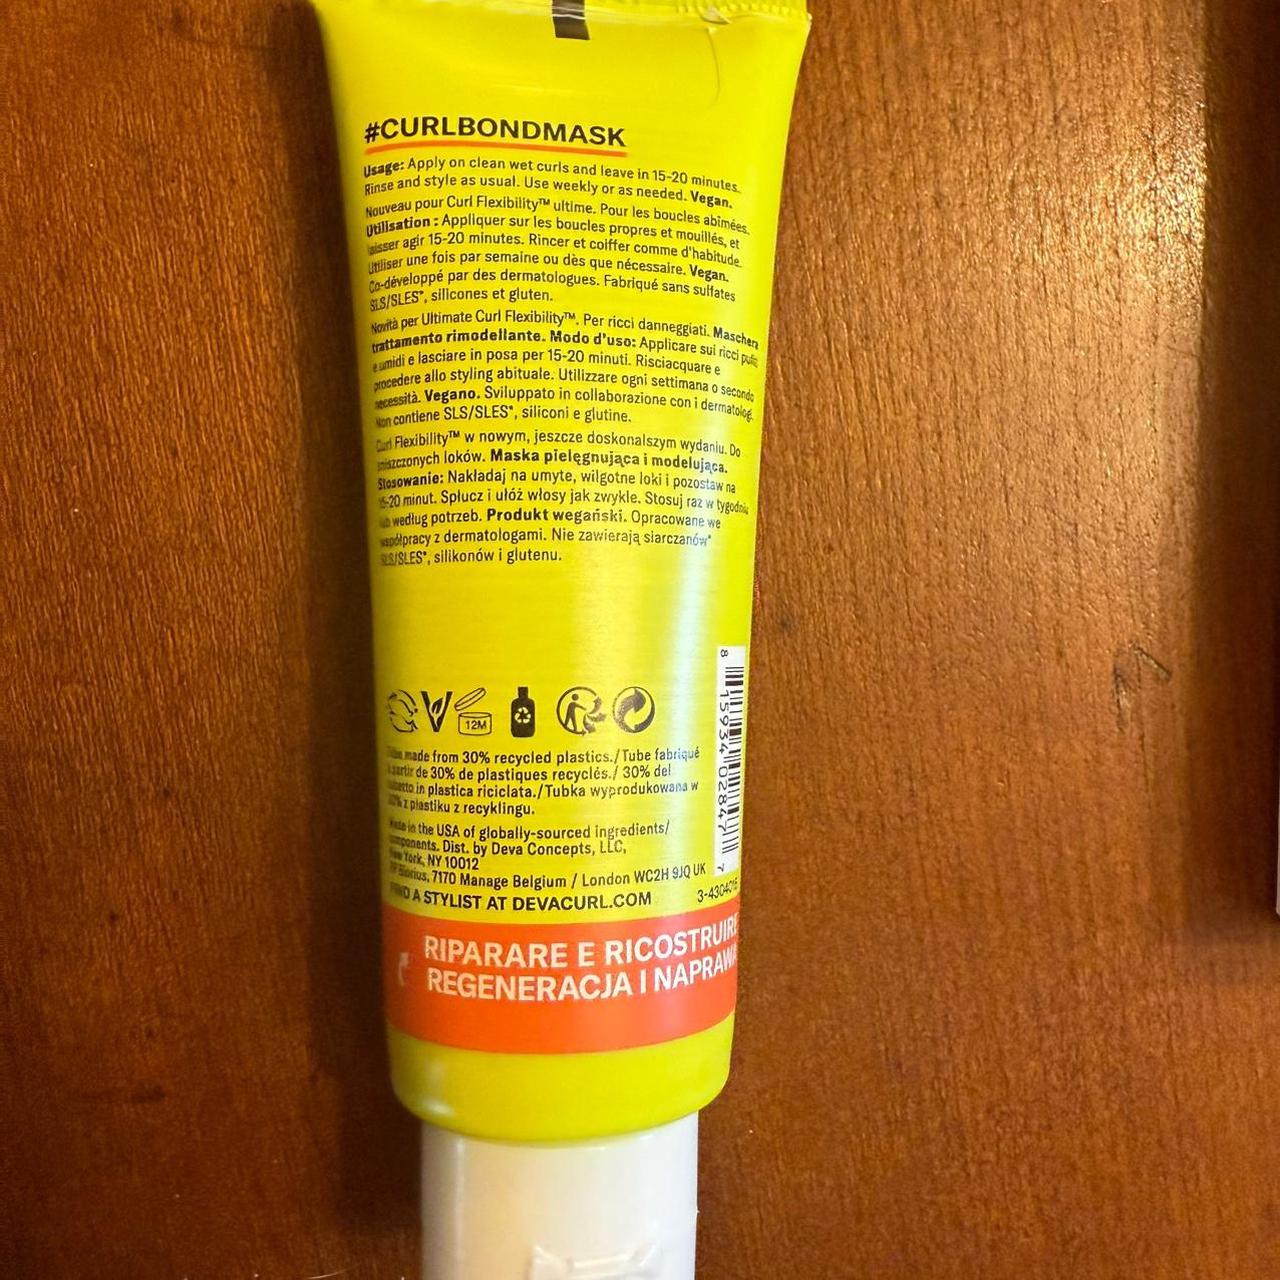 #CURLBONDMASK
Usage: Apply on clean wet curls and leave in 15-20 minutes.
Rinse and style as usual. Use weekly or as needed. Vegan.
Nouveau pour Curl Flexibility™ ultime. Pour les boucles abîmées.
Utilisation : Appliquer sur les boucles propres et mouillés, et
laisser agir 15-20 minutes. Rincer et coiffer comme d'habitude.
Utiliser une fois par semaine ou dès que nécessaire. Vegan.
Co-développé par des dermatologues. Fabriqué sans sulfates
SLS/SLES*, silicones et gluten.
Novità per Ultimate Curl Flexibility™. Per ricci danneggiati. Maschera
trattamento rimodellante. Modo d'uso: Applicare sui ricci puliti
e umidi e lasciare in posa per 15-20 minuti. Risciacquare e
procedere allo styling abituale. Utilizzare ogni settimana o secondo
necessità. Vegano. Sviluppato in collaborazione con i dermatolog.
Non contiene SLS/SLES*, siliconi e glutine.
Curl Flexibility™ w nowym, jeszcze doskonalszym wydaniu. Do
zniszczonych loków. Maska pielęgnująca i modelująca.
Stosowanie: Nakładaj na umyte, wilgotne loki i pozostaw na
15-20 minut. Spłucz i ułóż włosy jak zwykle. Stosuj raz w tygodniu
lub według potrzeb. Produkt wegański. Opracowane we
współpracy z dermatologami. Nie zawierają siarczanów*
SLS/SLES*, silikonów i glutenu.
12M
Tube made from 30% recycled plastics./Tube fabriqué
à partir de 30% de plastiques recyclés./ 30% del
tubetto in plastica riciclata./Tubka wyprodukowana w
30% z plastiku z recyklingu.
Made in the USA of globally-sourced ingredients/
components. Dist. by Deva Concepts, LLC,
New York, NY 10012
RP Biorius, 7170 Manage Belgium / London WC2H 9JQ UK
FIND A STYLIST AT DEVACURL.COM
3-4304015
8 15934 02847 7
RIPARARE E RICOSTRUIRE
REGENERACJA I NAPRAWA